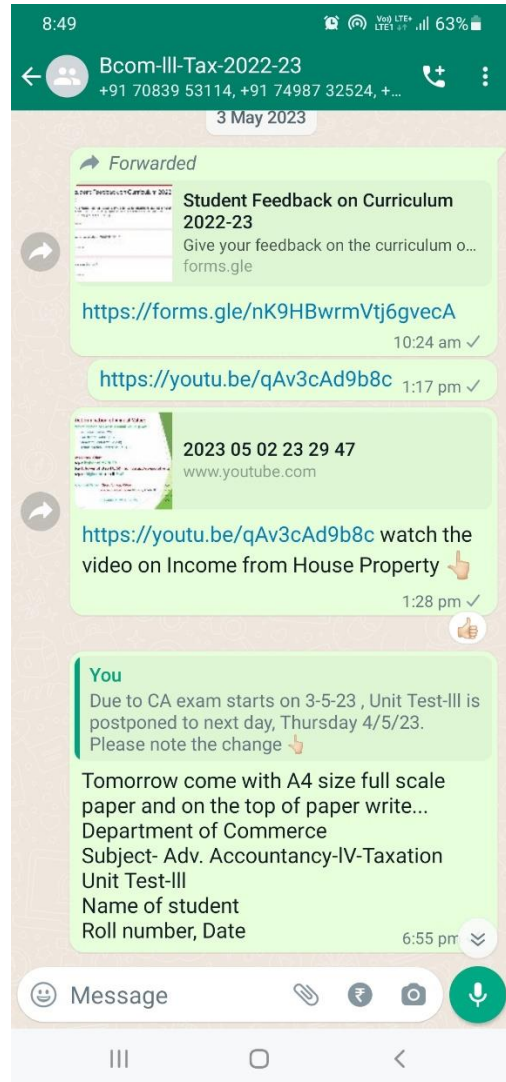 8:49
Vo) LTE+
LTE1
63%
Bcom-III-Tax-2022-23
+91 70839 53114, +91 74987 32524, +...
3 May 2023
Forwarded
Student Feedback on Curriculum
2022-23
Give your feedback on the curriculum o...
forms.gle
https://forms.gle/nK9HBwrmVtj6gvecA
10:24 am
https://youtu.be/qAv3cAd9b8c 1:17 pm
2023 05 02 23 29 47
www.youtube.com
https://youtu.be/qAv3cAd9b8c watch the
video on Income from House Property 👆
1:28 pm
You
Due to CA exam starts on 3-5-23 , Unit Test-III is
postponed to next day, Thursday 4/5/23.
Please note the change 👆
Tomorrow come with A4 size full scale
paper and on the top of paper write...
Department of Commerce
Subject- Adv. Accountancy-IV-Taxation
Unit Test-III
Name of student
Roll number, Date
6:55 pm
Message